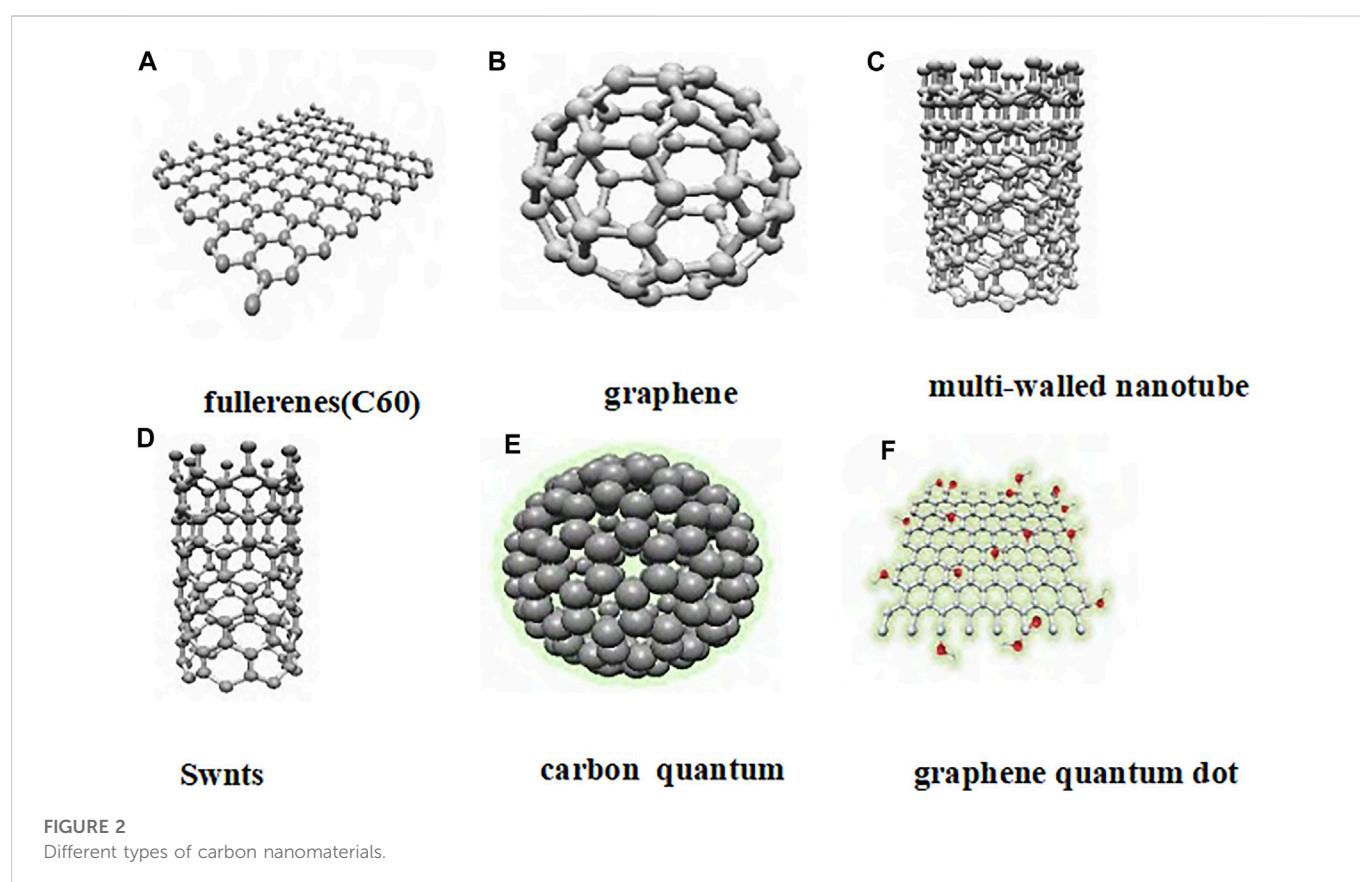 A
B
C
fullerenes(C60)
graphene
multi-walled nanotube
D
E
F
Swnts
carbon quantum
graphene quantum dot
FIGURE 2
Different types of carbon nanomaterials.